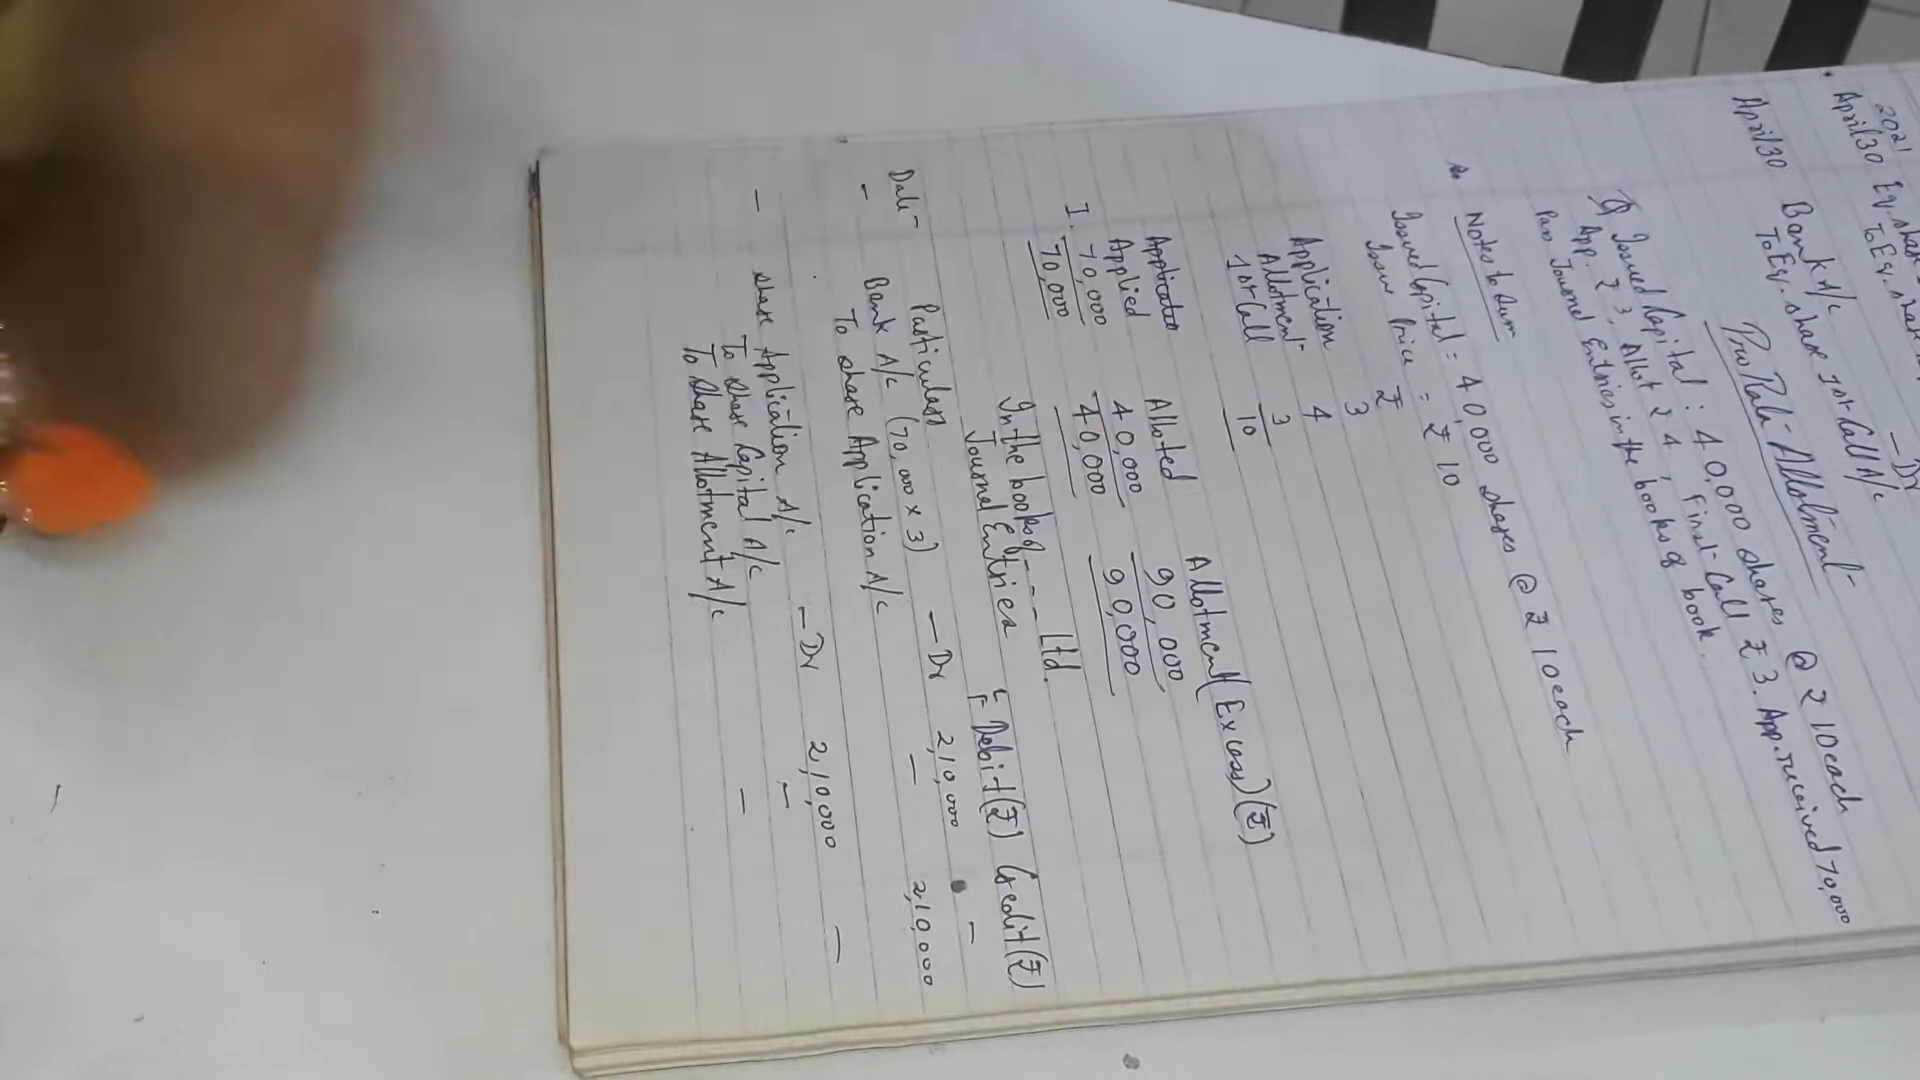 2021
April 30 Eq. share
To Eq. share
April 30 Bank A/c — Dr
To Eq. share 1st Call A/c
Pro Rata Allotment
Q Issued Capital : 40,000 shares @ ₹ 10 each
App. ₹ 3, Allot ₹ 4, First Call ₹ 3. App. received 70,000
Pass Journal Entries in the books of book.
Notes to Sum
Issued Capital = 40,000 shares @ ₹ 10 each
Issue Price = ₹ 10
₹
Application 3
Allotment 4
1st Call 3
10
Applied Alloted Allotment (Excess) (₹)
I. 70,000 40,000 90,000
70,000 40,000 90,000
In the books of - - - Ltd.
Journal Entries
Date Particulars LF Debit (₹) Credit (₹)
— Bank A/c (70,000 x 3) — Dr 2,10,000 —
To Share Application A/c — 2,10,000
— Share Application A/c — Dr 2,10,000 —
To Share Capital A/c —
To Share Allotment A/c —